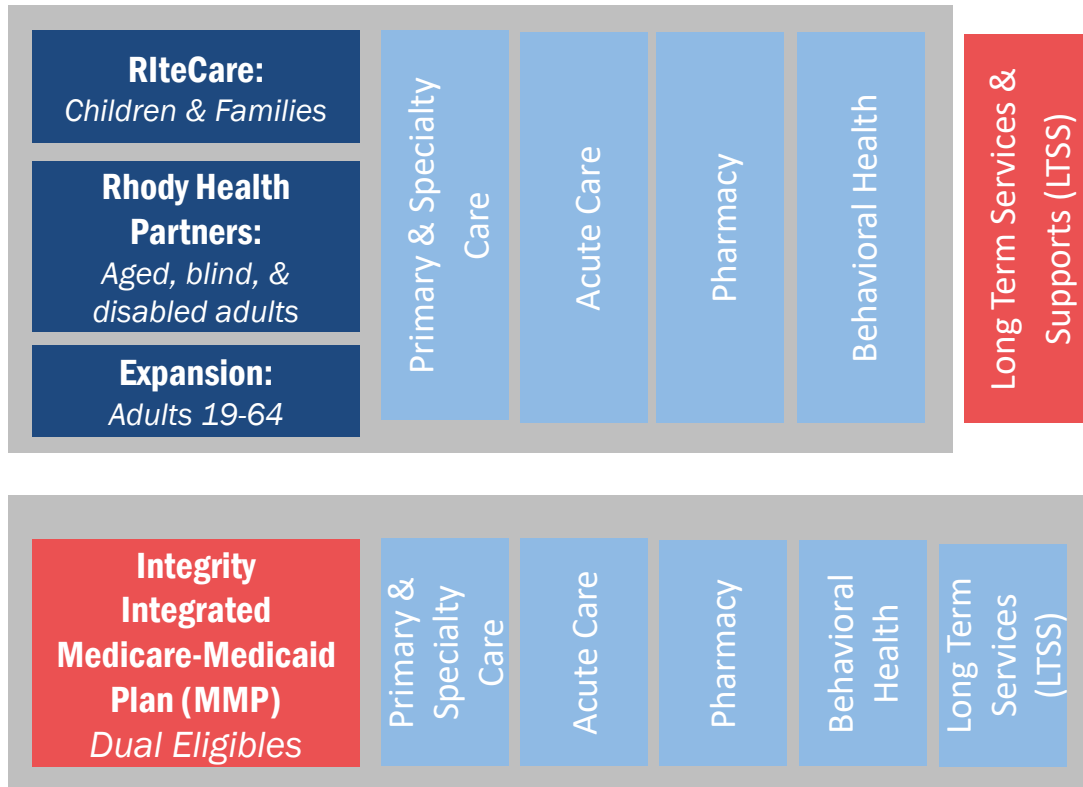 RIteCare:
Children & Families
Rhody Health
Partners:
Aged, blind, &
disabled adults
Expansion:
Adults 19-64
Primary & Specialty
Care
Acute Care
Pharmacy
Behavioral Health
Long Term Services &
Supports (LTSS)
Integrity
Integrated
Medicare-Medicaid
Plan (MMP)
Dual Eligibles
Primary &
Specialty
Care
Acute Care
Pharmacy
Behavioral
Health
Long Term
Services
(LTSS)